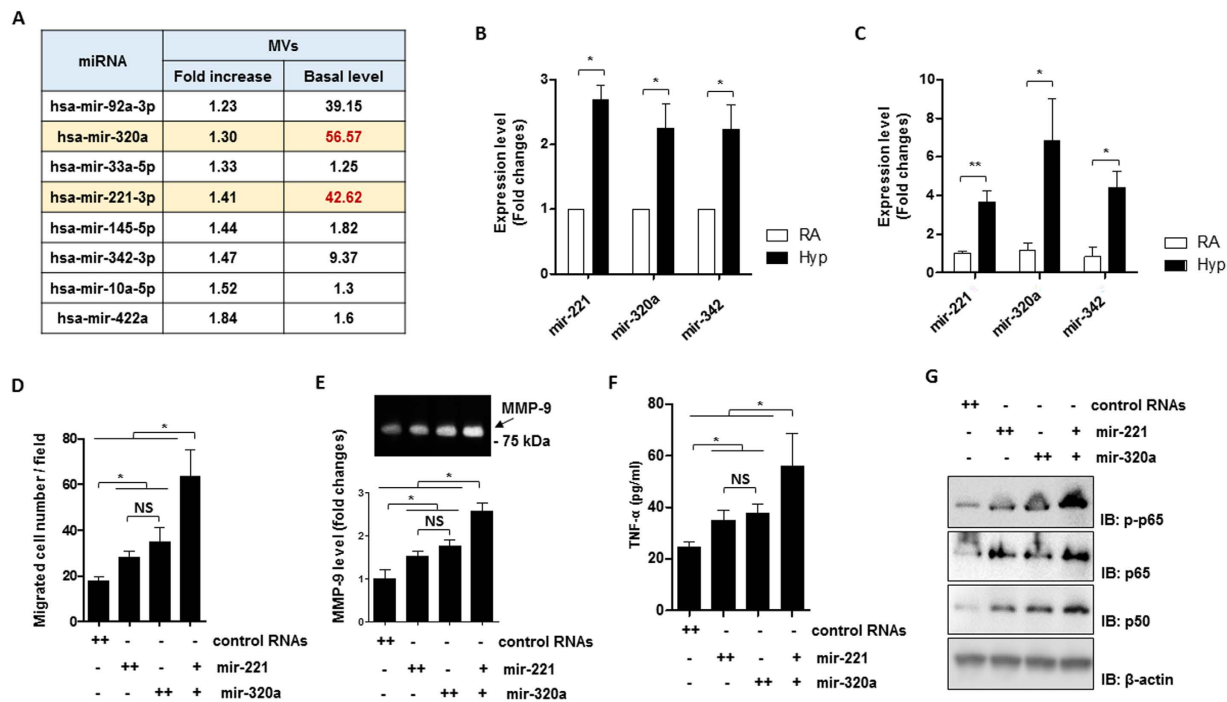 A
miRNA MVs
Fold increase Basal level
hsa-mir-92a-3p 1.23 39.15
hsa-mir-320a 1.30 56.57
hsa-mir-33a-5p 1.33 1.25
hsa-mir-221-3p 1.41 42.62
hsa-mir-145-5p 1.44 1.82
hsa-mir-342-3p 1.47 9.37
hsa-mir-10a-5p 1.52 1.3
hsa-mir-422a 1.84 1.6
B
Expression level
(Fold changes)
3
2
1
0
* * *
mir-221 mir-320a mir-342
RA
Hyp
C
Expression level
(Fold changes)
10
8
6
4
2
0
** * *
mir-221 mir-320a mir-342
RA
Hyp
D
Migrated cell number / field
80
60
40
20
0
*
*
NS
++ - - - control RNAs
- ++ - + mir-221
- - ++ + mir-320a
E
MMP-9
- 75 kDa
MMP-9 level (fold changes)
3
2
1
0
*
*
NS
++ - - - control RNAs
- ++ - + mir-221
- - ++ + mir-320a
F
TNF-α (pg/ml)
80
60
40
20
0
*
*
NS
++ - - - control RNAs
- ++ - + mir-221
- - ++ + mir-320a
G
++ - - - control RNAs
- ++ - + mir-221
- - ++ + mir-320a
IB: p-p65
IB: p65
IB: p50
IB: β-actin